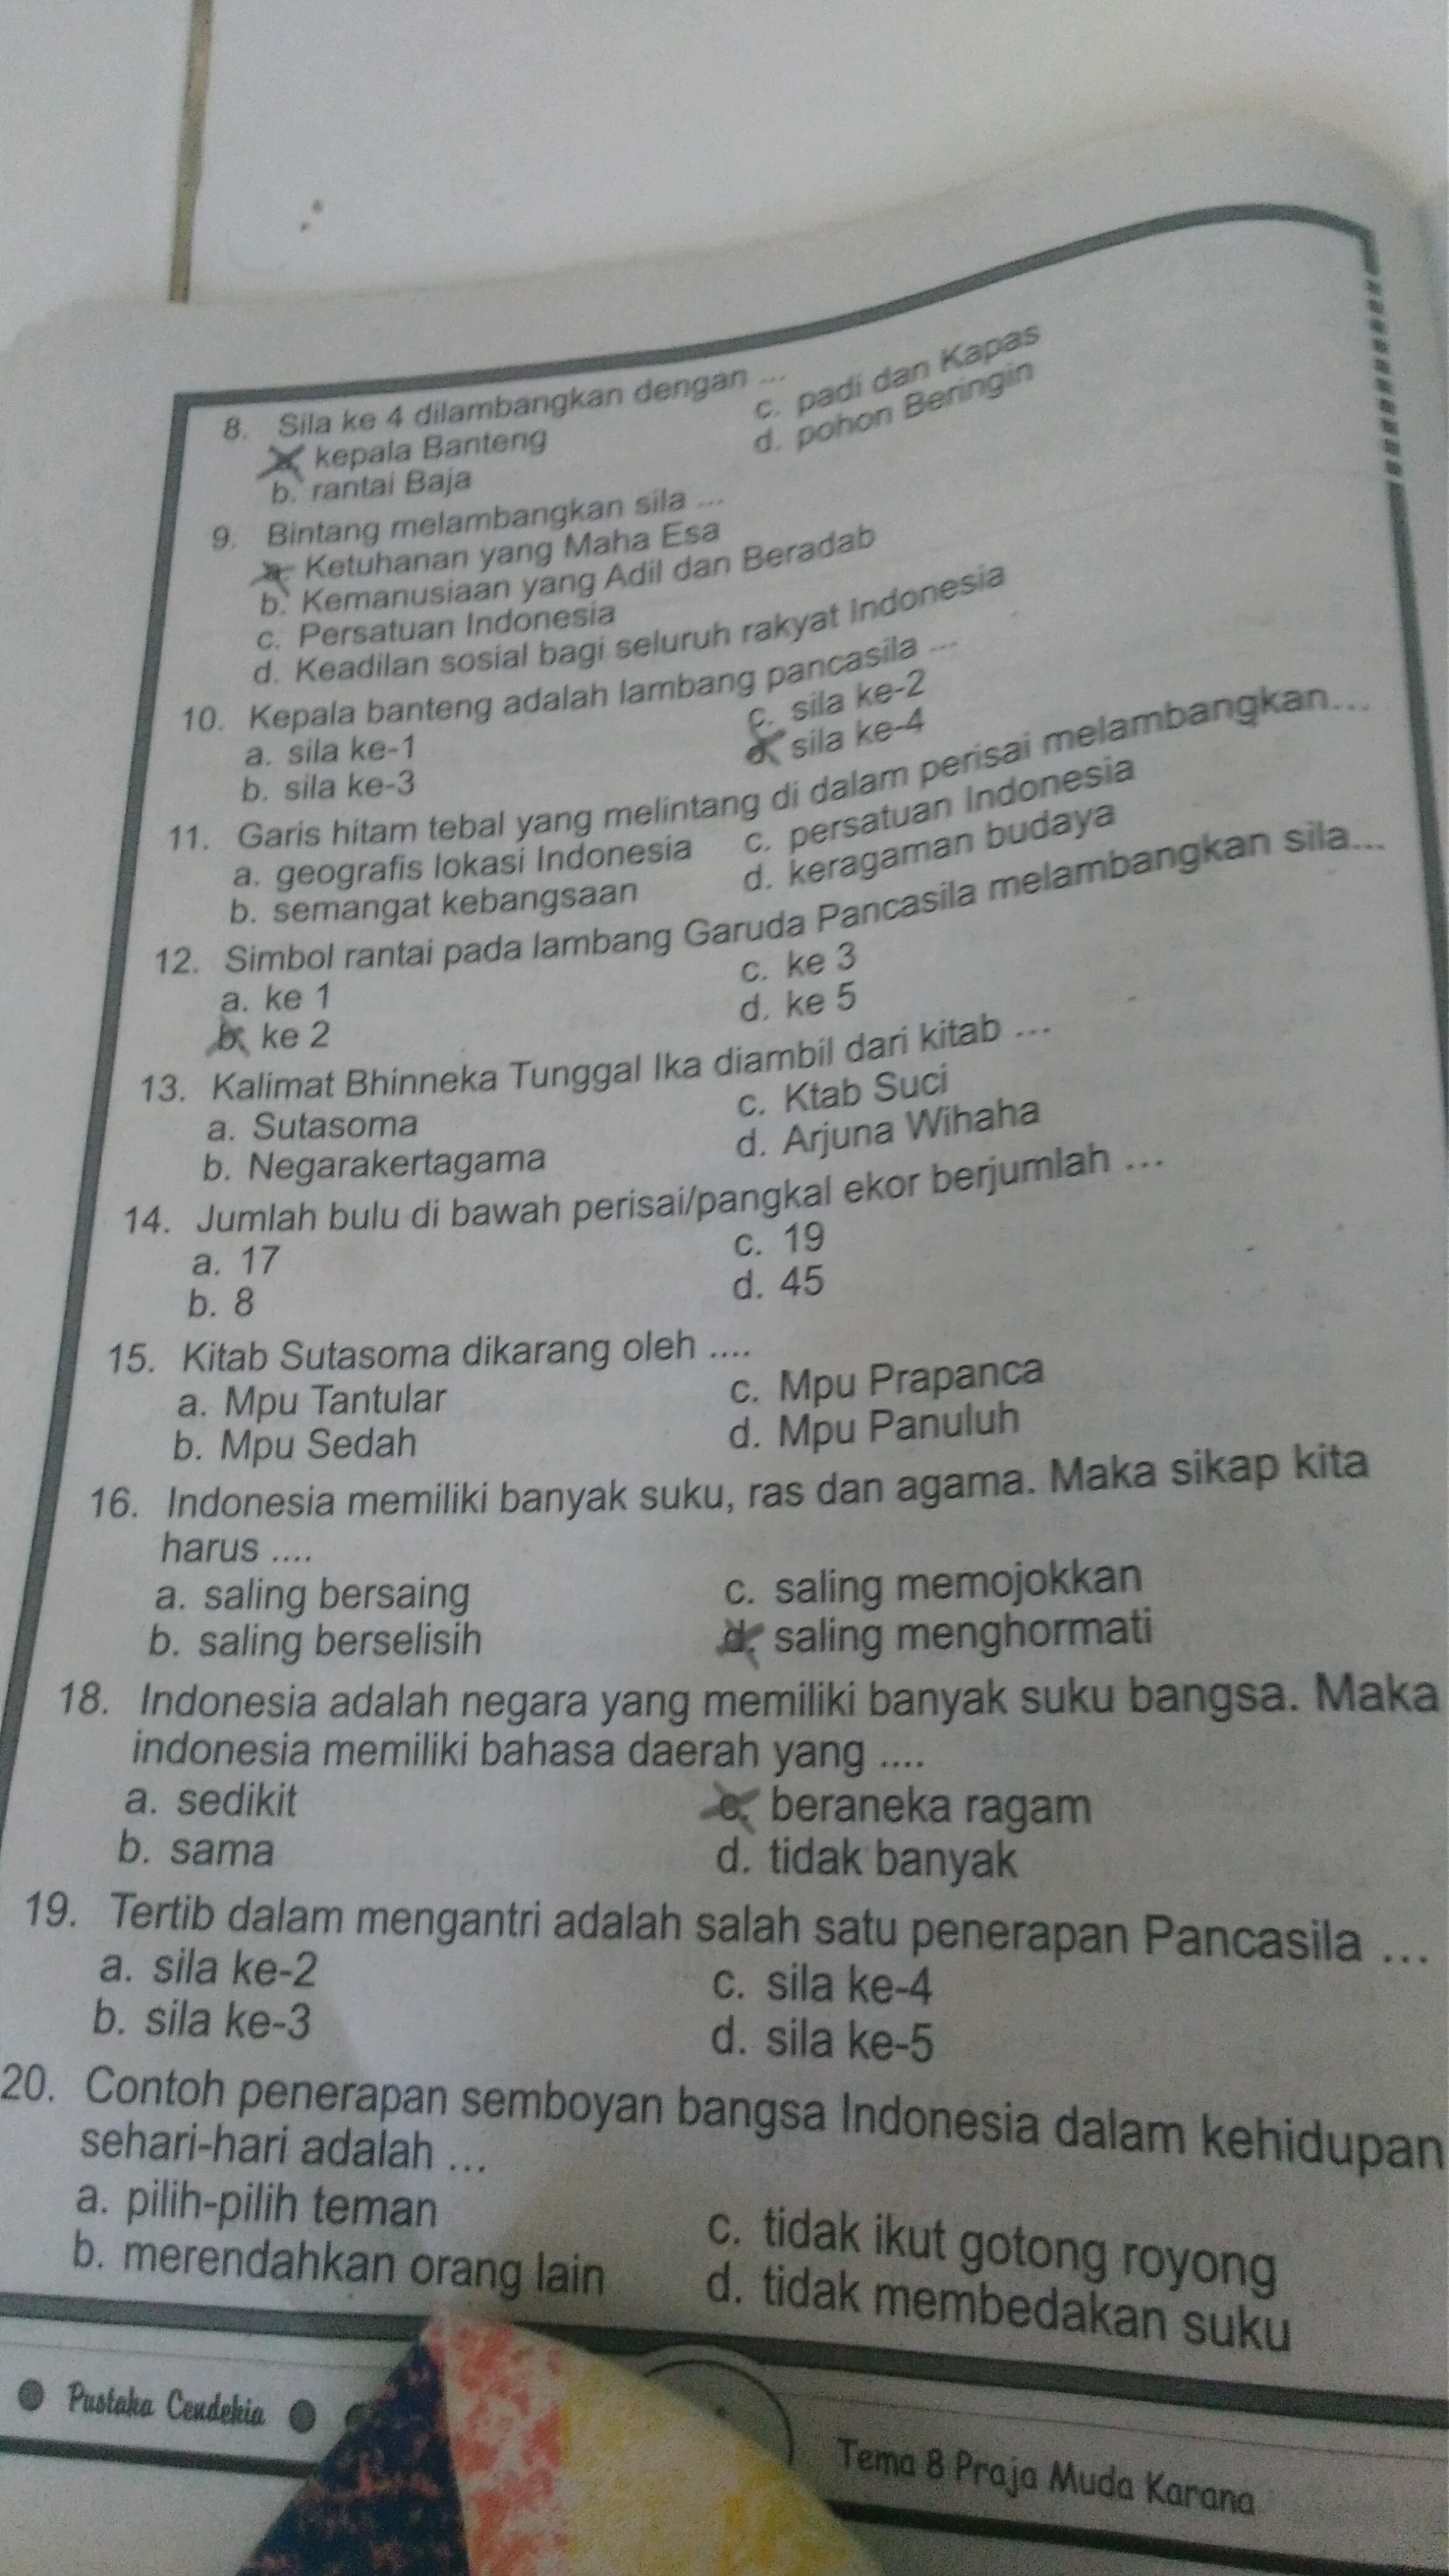 8. Sila ke 4 dilambangkan dengan ...
a. kepala Banteng
b. rantai Baja
c. padi dan Kapas
d. pohon Beringin
9. Bintang melambangkan sila ...
a. Ketuhanan yang Maha Esa
b. Kemanusiaan yang Adil dan Beradab
c. Persatuan Indonesia
d. Keadilan sosial bagi seluruh rakyat Indonesia
10. Kepala banteng adalah lambang pancasila ...
a. sila ke-1
b. sila ke-3
c. sila ke-2
d. sila ke-4
11. Garis hitam tebal yang melintang di dalam perisai melambangkan...
a. geografis lokasi Indonesia
b. semangat kebangsaan
c. persatuan Indonesia
d. keragaman budaya
12. Simbol rantai pada lambang Garuda Pancasila melambangkan sila...
a. ke 1
b. ke 2
c. ke 3
d. ke 5
13. Kalimat Bhinneka Tunggal Ika diambil dari kitab ...
a. Sutasoma
b. Negarakertagama
c. Ktab Suci
d. Arjuna Wihaha
14. Jumlah bulu di bawah perisai/pangkal ekor berjumlah ...
a. 17
b. 8
c. 19
d. 45
15. Kitab Sutasoma dikarang oleh ....
a. Mpu Tantular
b. Mpu Sedah
c. Mpu Prapanca
d. Mpu Panuluh
16. Indonesia memiliki banyak suku, ras dan agama. Maka sikap kita
harus ....
a. saling bersaing
b. saling berselisih
c. saling memojokkan
d. saling menghormati
18. Indonesia adalah negara yang memiliki banyak suku bangsa. Maka
indonesia memiliki bahasa daerah yang ....
a. sedikit
b. sama
c. beraneka ragam
d. tidak banyak
19. Tertib dalam mengantri adalah salah satu penerapan Pancasila ...
a. sila ke-2
b. sila ke-3
c. sila ke-4
d. sila ke-5
20. Contoh penerapan semboyan bangsa Indonesia dalam kehidupan
sehari-hari adalah ...
a. pilih-pilih teman
b. merendahkan orang lain
c. tidak ikut gotong royong
d. tidak membedakan suku
Pustaka Cendekia
Tema 8 Praja Muda Karana